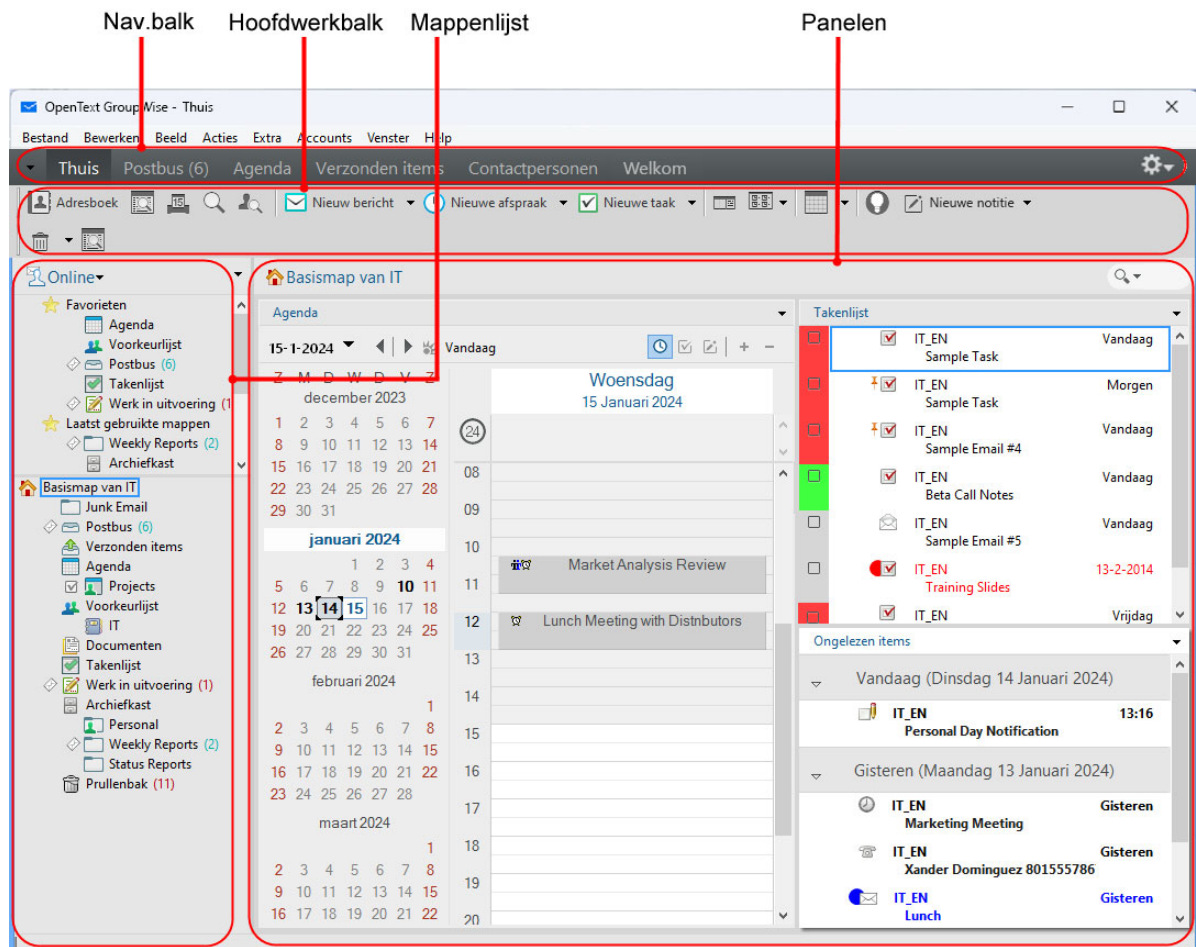 Nav.balk Hoofdwerkbalk Mappenlijst Panelen
OpenText GroupWise - Thuis
Bestand Bewerken Beeld Acties Extra Accounts Venster Help
Thuis Postbus (6) Agenda Verzonden items Contactpersonen Welkom
Adresboek 15 Nieuw bericht Nieuwe afspraak Nieuwe taak Nieuwe notitie
Online
Favorieten
Agenda
Voorkeurlijst
Postbus (6)
Takenlijst
Werk in uitvoering (1
Laatst gebruikte mappen
Weekly Reports (2)
Archiefkast
Basismap van IT
Junk Email
Postbus (6)
Verzonden items
Agenda
Projects
Voorkeurlijst
IT
Documenten
Takenlijst
Werk in uitvoering (1)
Archiefkast
Personal
Weekly Reports (2)
Status Reports
Prullenbak (11)
Basismap van IT
Agenda
15-1-2024 Vandaag
Z M D W D V Z
december 2023
1 2 3 4 5 6 7
8 9 10 11 12 13 14
15 16 17 18 19 20 21
22 23 24 25 26 27 28
29 30 31
januari 2024
1 2 3 4
5 6 7 8 9 10 11
12 13 14 15 16 17 18
19 20 21 22 23 24 25
26 27 28 29 30 31
februari 2024
1
2 3 4 5 6 7 8
9 10 11 12 13 14 15
16 17 18 19 20 21 22
23 24 25 26 27 28
maart 2024
1
2 3 4 5 6 7 8
9 10 11 12 13 14 15
16 17 18 19 20 21 22
Woensdag
15 Januari 2024
24
08
09
10
Market Analysis Review
11
12 Lunch Meeting with Distnbutors
13
14
15
16
17
18
19
20
Takenlijst
IT_EN Vandaag
Sample Task
IT_EN Morgen
Sample Task
IT_EN Vandaag
Sample Email #4
IT_EN Vandaag
Beta Call Notes
IT_EN Vandaag
Sample Email #5
IT_EN 13-2-2014
Training Slides
IT_EN Vrijdag
Ongelezen items
Vandaag (Dinsdag 14 Januari 2024)
IT_EN 13:16
Personal Day Notification
Gisteren (Maandag 13 Januari 2024)
IT_EN Gisteren
Marketing Meeting
IT_EN Gisteren
Xander Dominguez 801555786
IT_EN Gisteren
Lunch